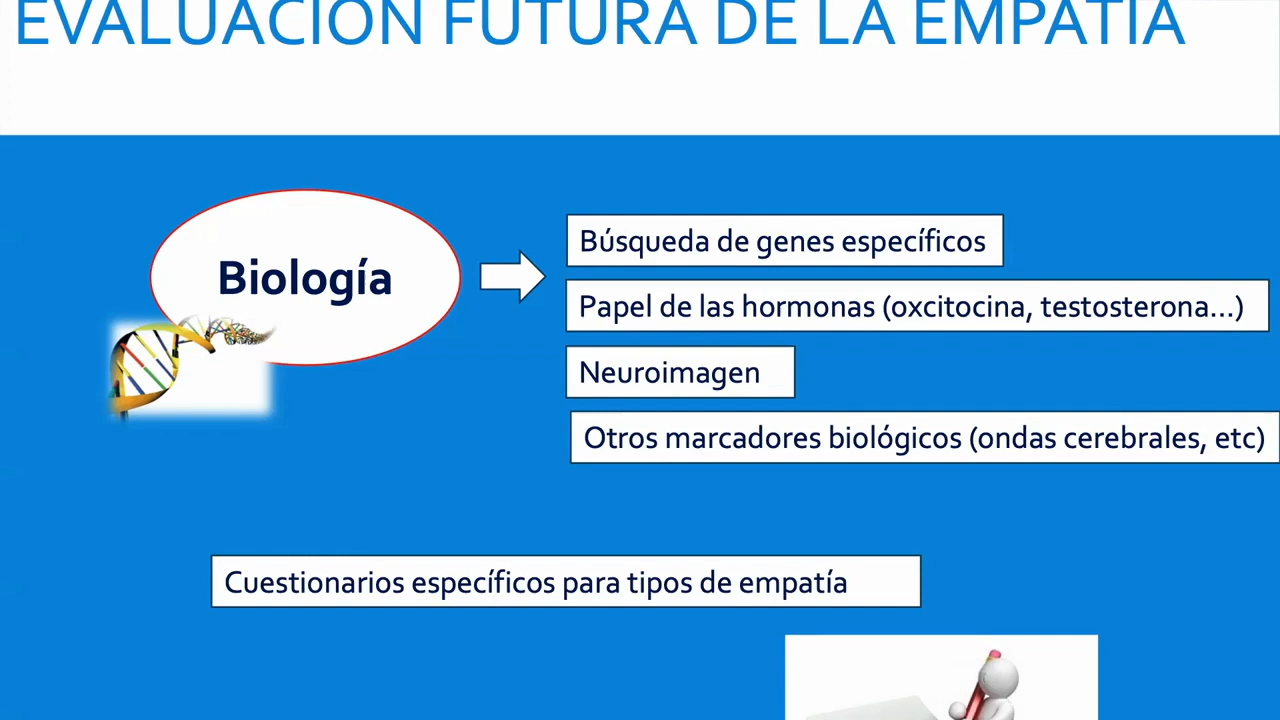 EVALUACIÓN FUTURA DE LA EMPATÍA
Biología
Búsqueda de genes específicos
Papel de las hormonas (oxcitocina, testosterona...)
Neuroimagen
Otros marcadores biológicos (ondas cerebrales, etc)
Cuestionarios específicos para tipos de empatía